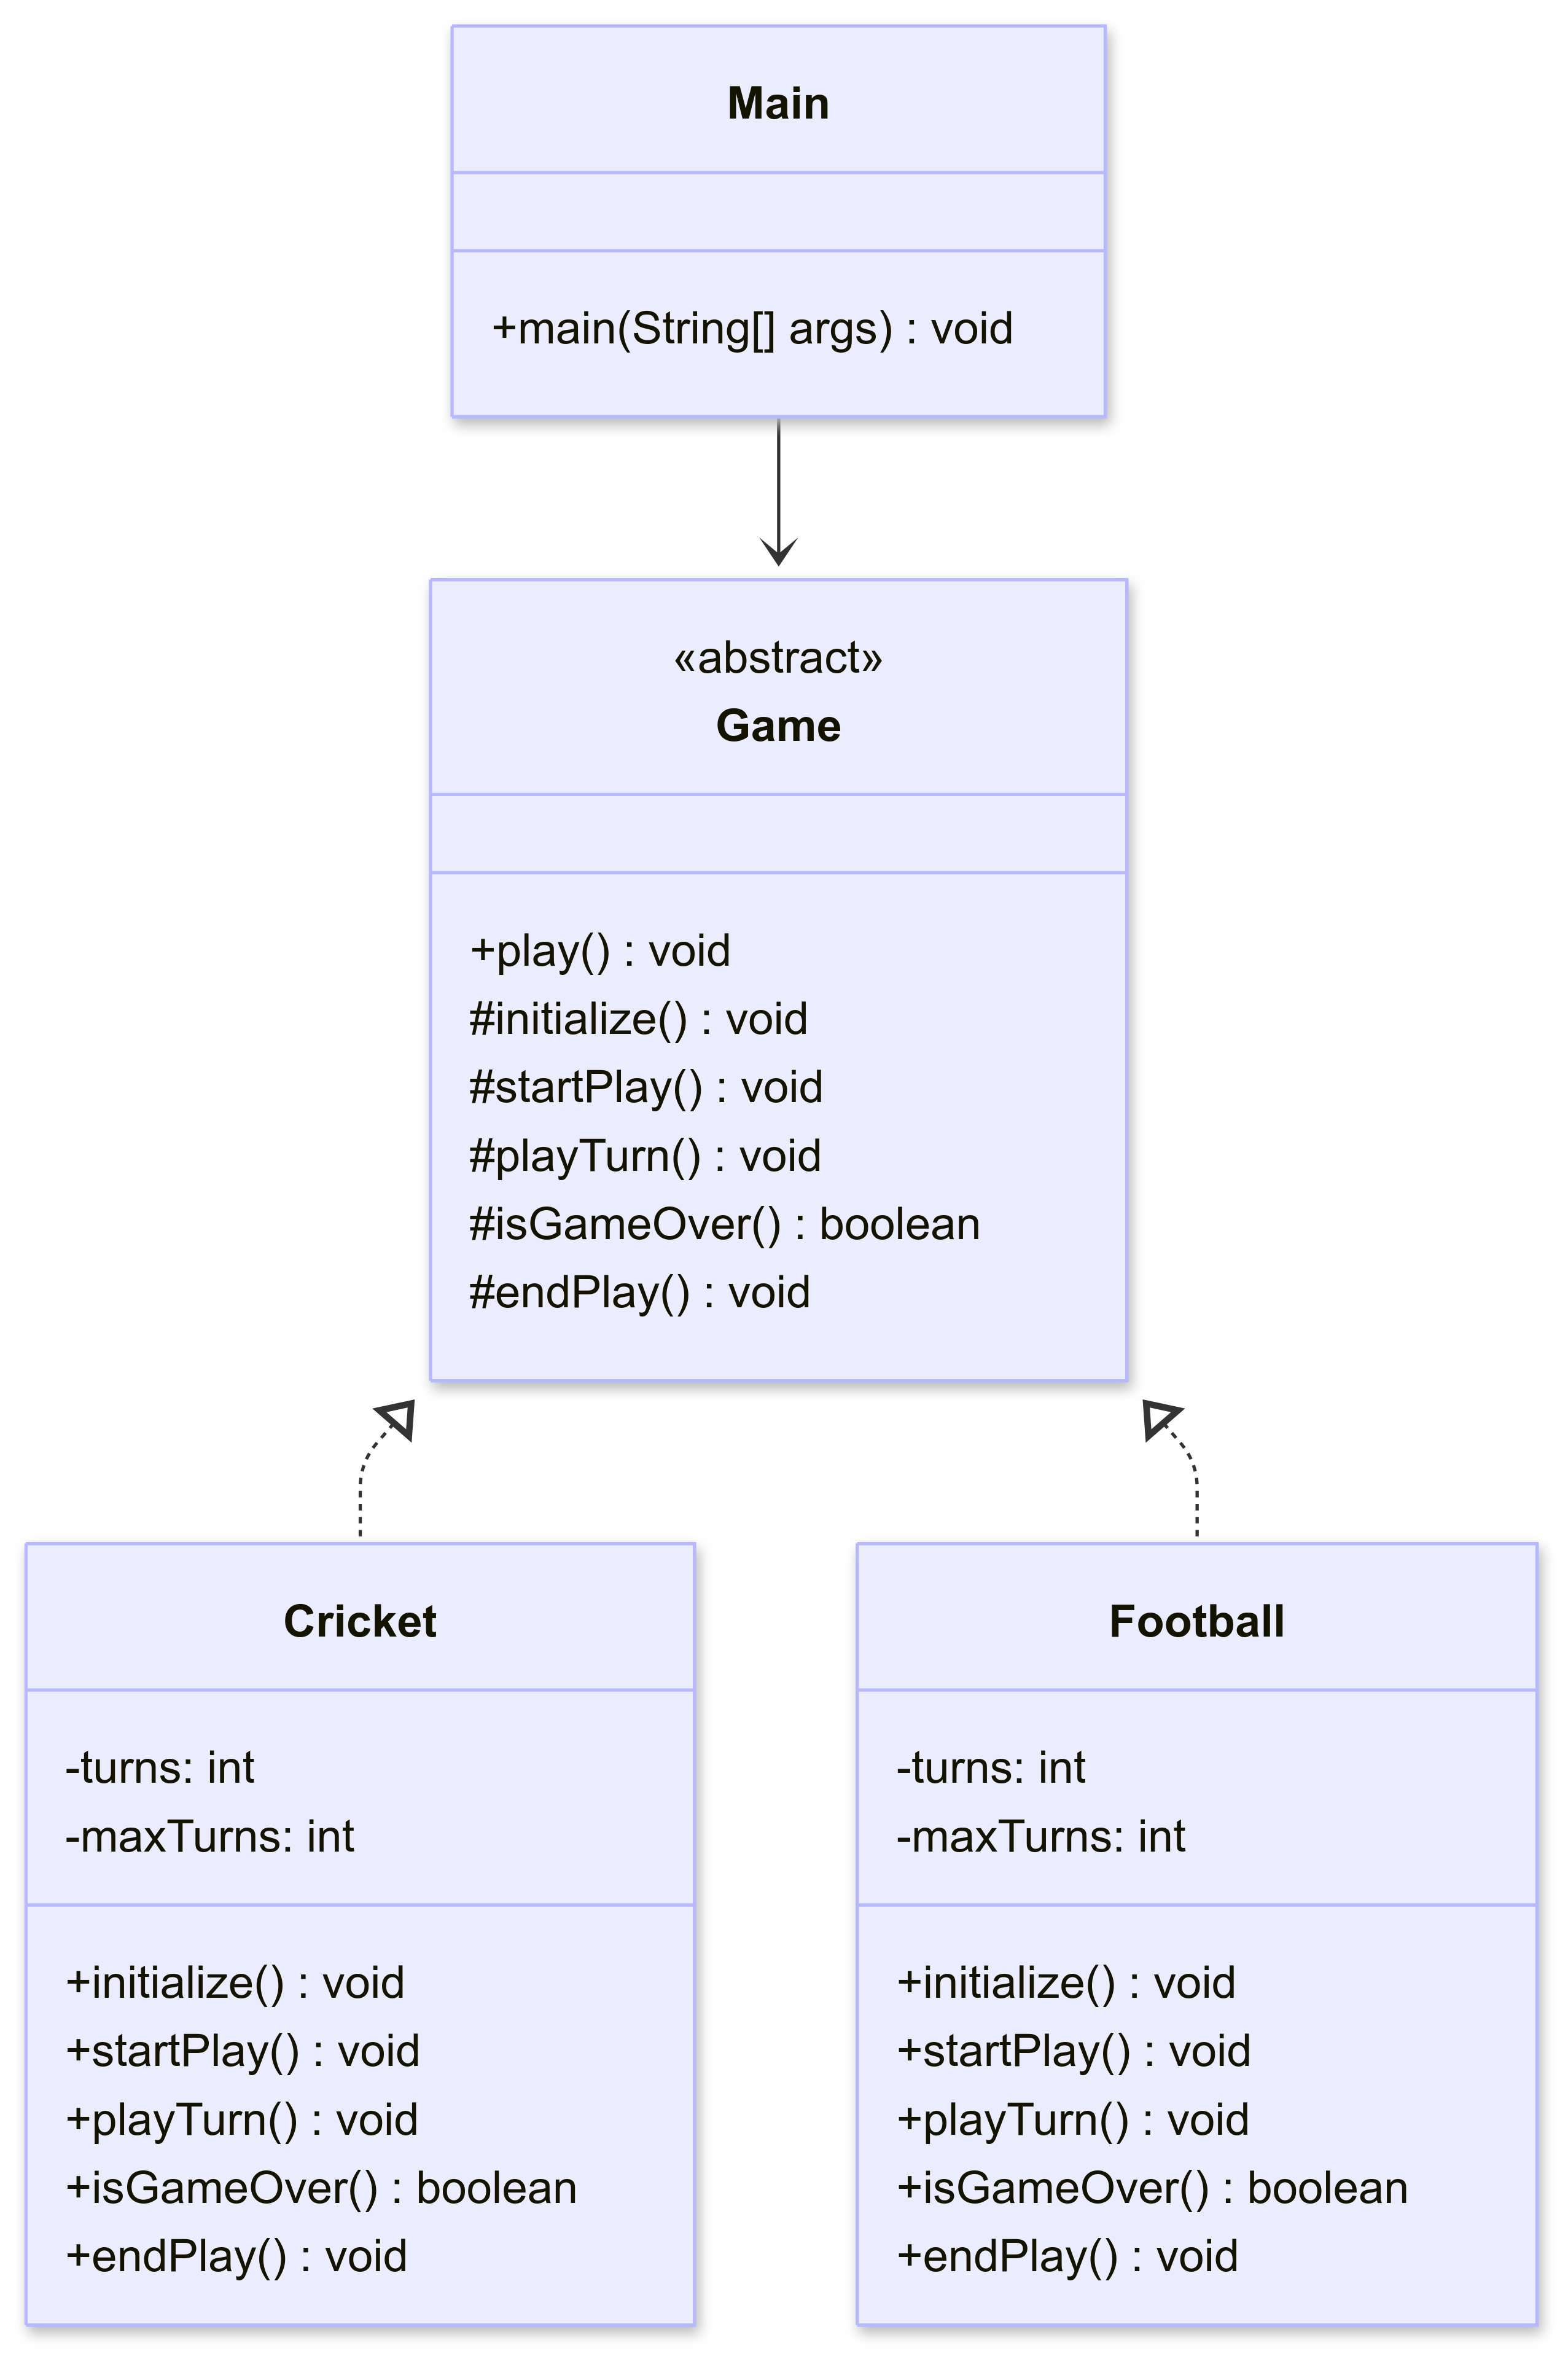 Main
+main(String[] args) : void
«abstract»
Game
+play() : void
#initialize() : void
#startPlay() : void
#playTurn() : void
#isGameOver() : boolean
#endPlay() : void
Cricket
-turns: int
-maxTurns: int
+initialize() : void
+startPlay() : void
+playTurn() : void
+isGameOver() : boolean
+endPlay() : void
Football
-turns: int
-maxTurns: int
+initialize() : void
+startPlay() : void
+playTurn() : void
+isGameOver() : boolean
+endPlay() : void